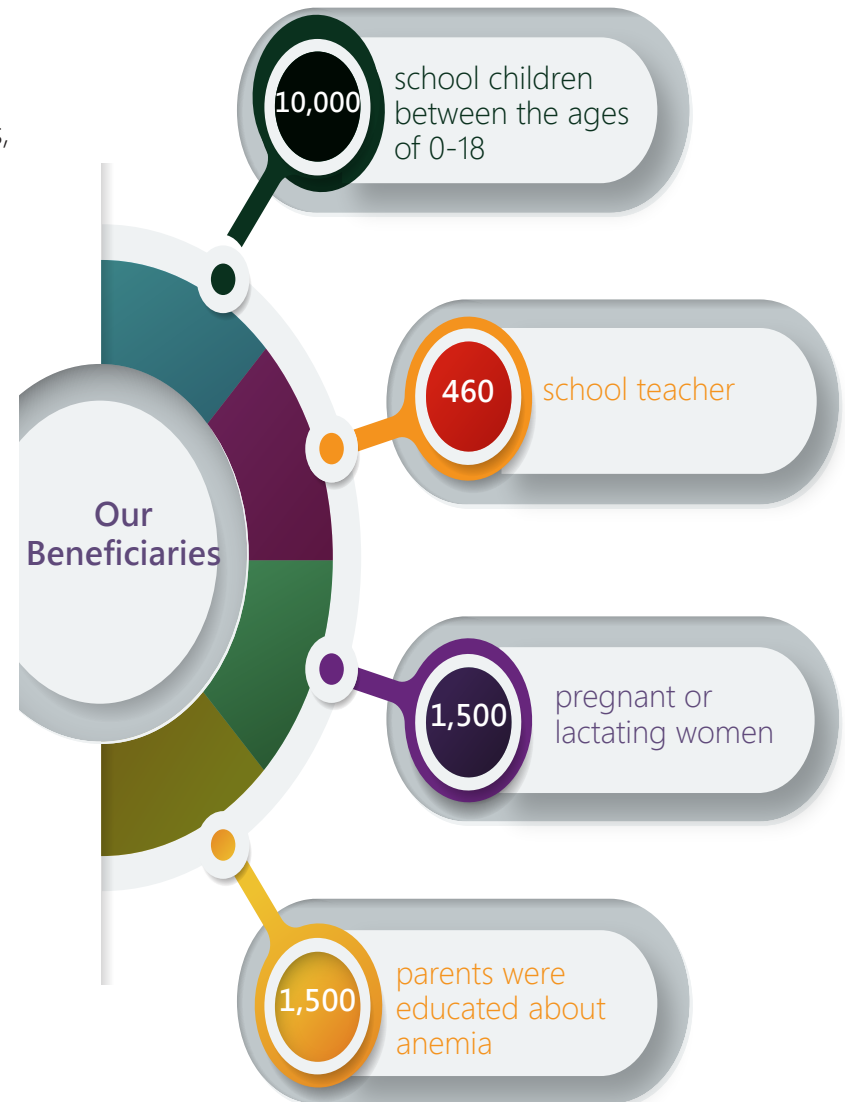 10,000
school children
between the ages
of 0-18
460
school teacher
Our
Beneficiaries
1,500
pregnant or
lactating women
1,500
parents were
educated about
anemia